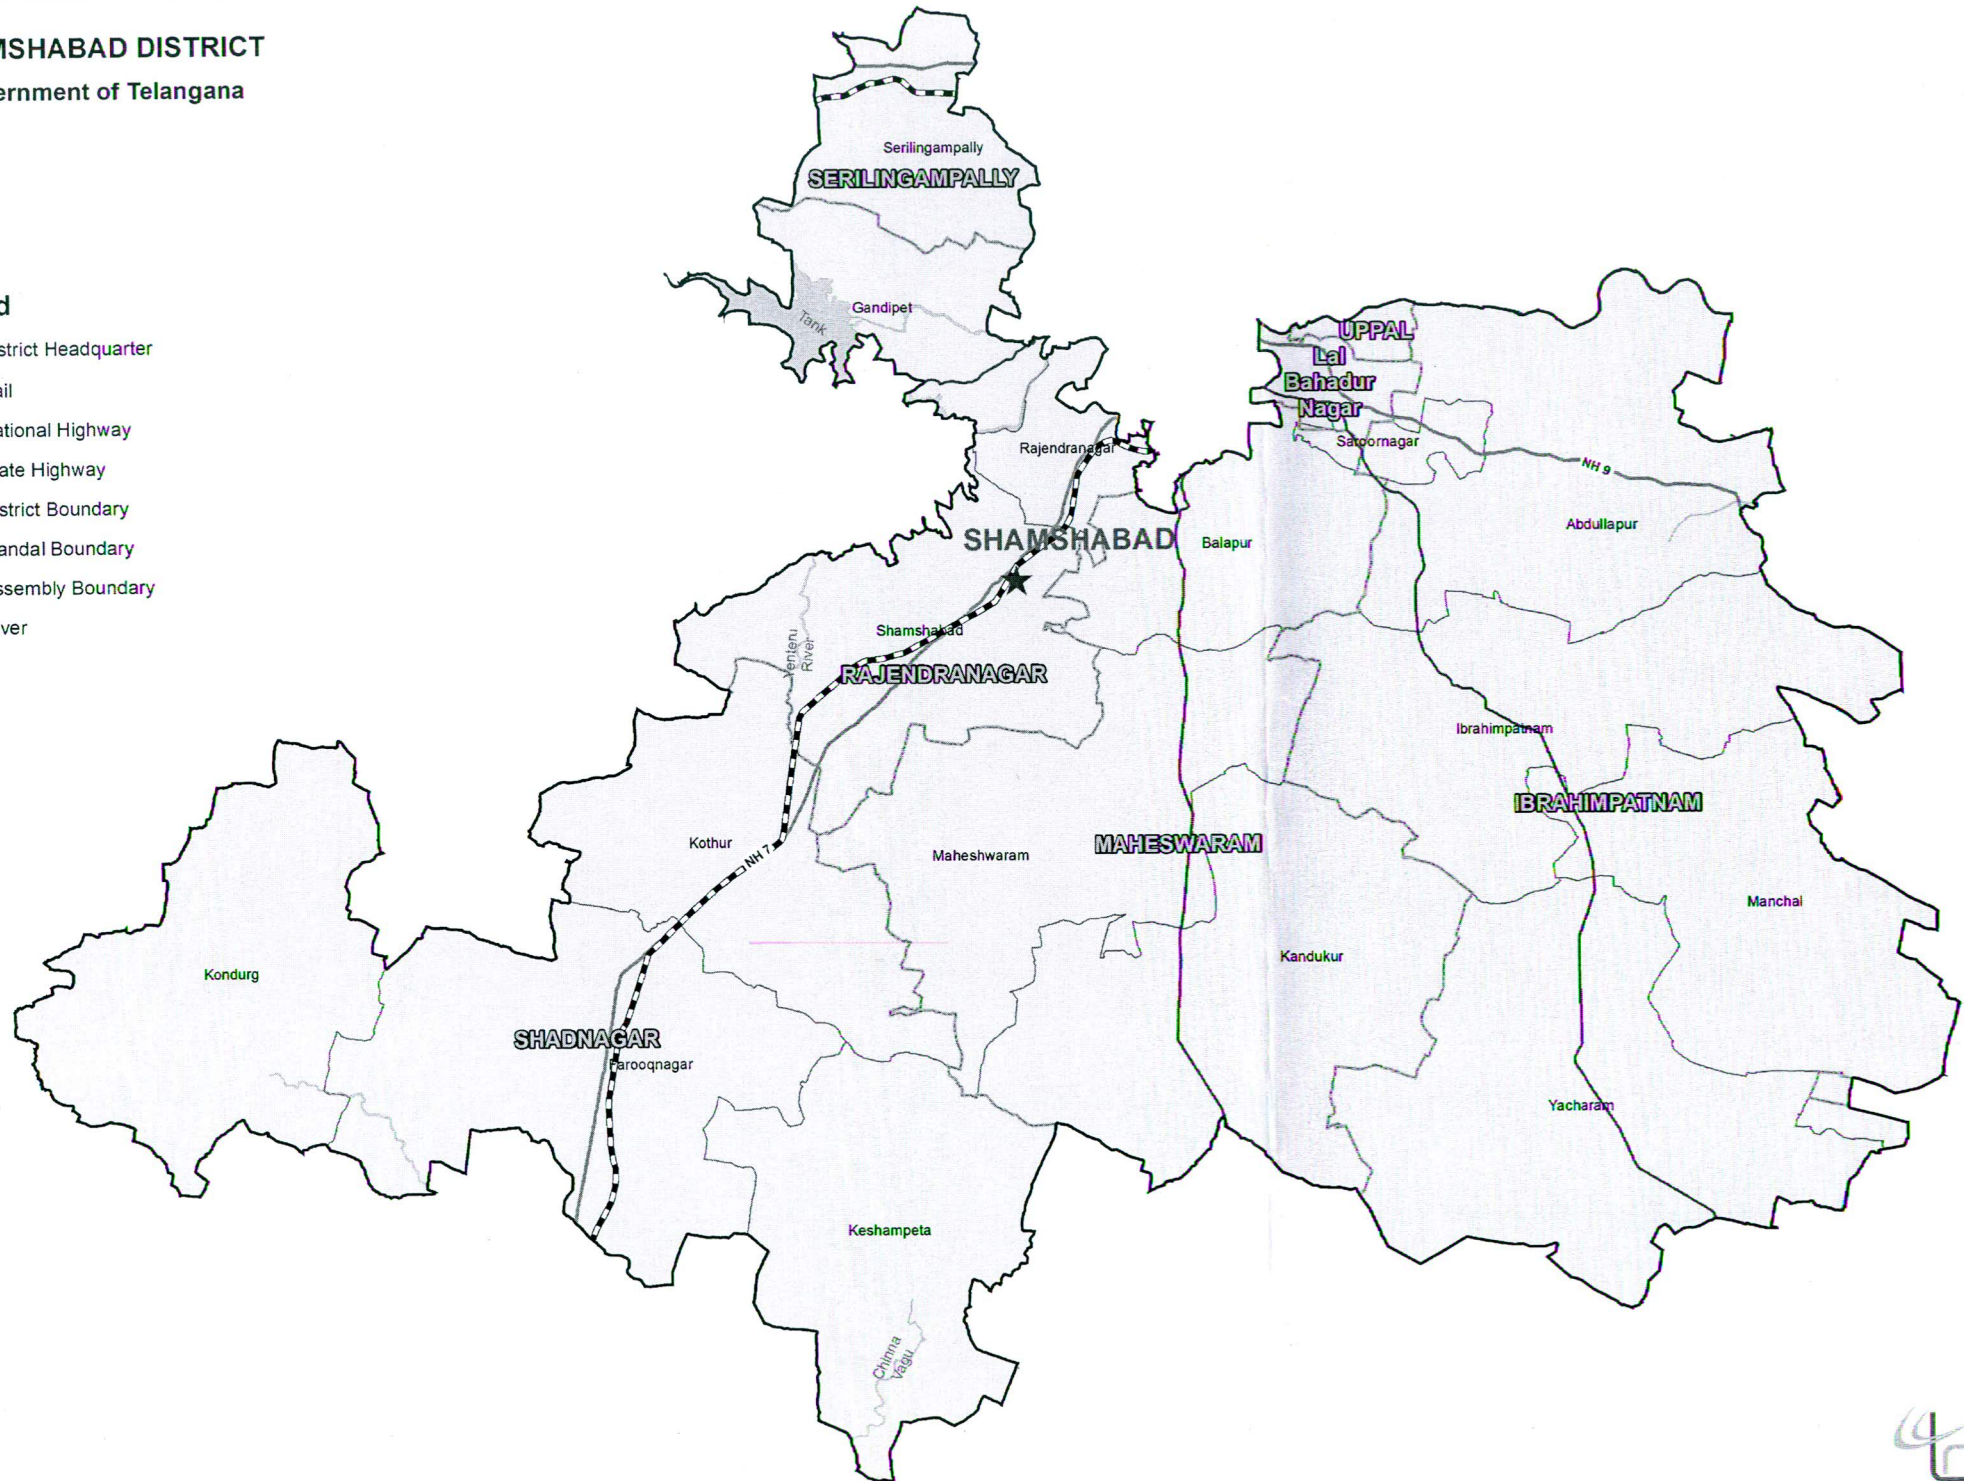 MSHABAD DISTRICT
ernment of Telangana
d
strict Headquarter
ail
ational Highway
ate Highway
strict Boundary
andal Boundary
ssembly Boundary
ver
Serilingampally
SERILINGAMPALLY
Gandipet
Tank
UPPAL
Lal
Bahadur
Nagar
Saroornagar
Rajendranagar
NH 9
Abdullapur
SHAMSHABAD
Balapur
Shamshabad
Venteru
River
RAJENDRANAGAR
Ibrahimpatnam
IBRAHIMPATNAM
Kothur
NH 7
Maheshwaram
MAHESWARAM
Manchal
Kandukur
Kondurg
SHADNAGAR
Farooqnagar
Yacharam
Keshampeta
Chinna
Vagu